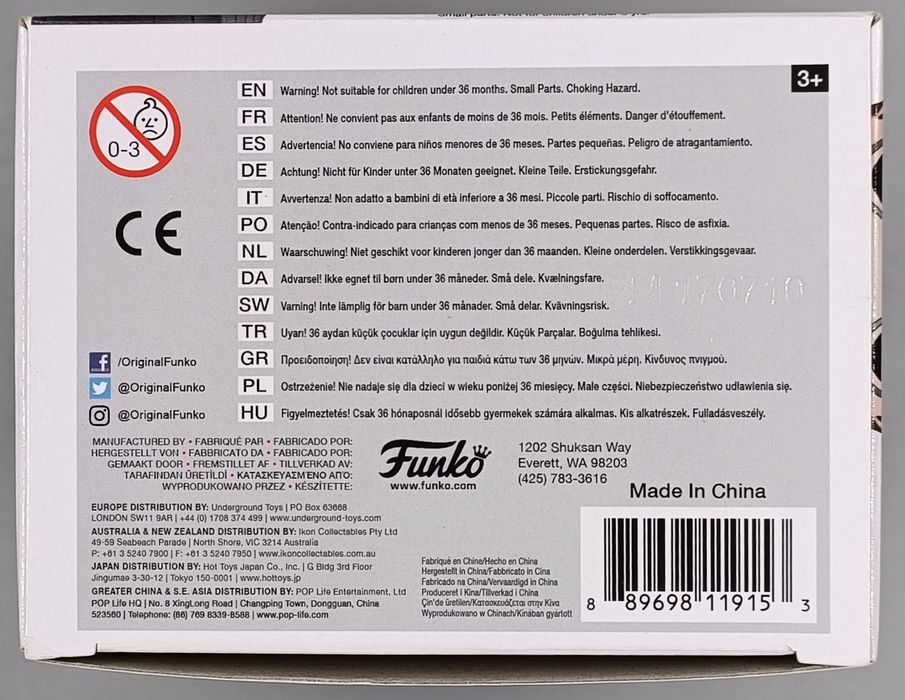 Small parts. Not for children under 3 yrs.
3+
0-3
EN Warning! Not suitable for children under 36 months. Small Parts. Choking Hazard.
FR Attention! Ne convient pas aux enfants de moins de 36 mois. Petits éléments. Danger d'étouffement.
ES Advertencia! No conviene para niños menores de 36 meses. Partes pequeñas. Peligro de atragantamiento.
DE Achtung! Nicht für Kinder unter 36 Monaten geeignet. Kleine Teile. Erstickungsgefahr.
IT Avvertenza! Non adatto a bambini di età inferiore a 36 mesi. Piccole parti. Rischio di soffocamento.
PO Atenção! Contra-indicado para crianças com menos de 36 meses. Pequenas partes. Risco de asfixia.
NL Waarschuwing! Niet geschikt voor kinderen jonger dan 36 maanden. Kleine onderdelen. Verstikkingsgevaar.
DA Advarsel! Ikke egnet til børn under 36 måneder. Små dele. Kvælningsfare.
SW Varning! Inte lämplig för barn under 36 månader. Små delar. Kvävningsrisk.
TR Uyarı! 36 aydan küçük çocuklar için uygun değildir. Küçük Parçalar. Boğulma tehlikesi.
GR Προειδοποίηση! Δεν είναι κατάλληλο για παιδιά κάτω των 36 μηνών. Μικρά μέρη. Κίνδυνος πνιγμού.
PL Ostrzeżenie! Nie nadaje się dla dzieci w wieku poniżej 36 miesięcy. Małe części. Niebezpieczeństwo udławienia się.
HU Figyelmeztetés! Csak 36 hónaposnál idősebb gyermekek számára alkalmas. Kis alkatrészek. Fulladásveszély.
CE
/OriginalFunko
@OriginalFunko
@OriginalFunko
MANUFACTURED BY • FABRIQUÉ PAR • FABRICADO POR:
HERGESTELLT VON • FABBRICATO DA • FABRICADO POR:
GEMAAKT DOOR • FREMSTILLET AF • TILLVERKAD AV:
TARAFINDAN ÜRETİLDİ • ΚΑΤΑΣΚΕΥΑΣΜΕΝΟ ΑΠΟ:
WYPRODUKOWANO PRZEZ • KÉSZÍTETTE:
Funko
www.funko.com
1202 Shuksan Way
Everett, WA 98203
(425) 783-3616
Made In China
EUROPE DISTRIBUTION BY: Underground Toys | PO Box 63668
LONDON SW11 9AR | +44 (0) 1708 374 499 | www.underground-toys.com
AUSTRALIA & NEW ZEALAND DISTRIBUTION BY: Ikon Collectables Pty Ltd
49-59 Seabeach Parade | North Shore, VIC 3214 Australia
P: +61 3 5240 7900 | F: +61 3 5240 7950 | www.ikoncollectables.com.au
JAPAN DISTRIBUTION BY: Hot Toys Japan Co., Inc. | G Bldg 3rd Floor
Jingumae 3-30-12 | Tokyo 150-0001 | www.hottoys.jp
GREATER CHINA & S.E. ASIA DISTRIBUTION BY: POP Life Entertainment, Ltd
POP Life HQ | No. 8 XingLong Road | Changping Town, Dongguan, China
523560 | Telephone: (86) 769 8339-8588 | www.pop-life.com
Fabriqué en Chine/Hecho en China
Hergestellt in China/Fabbricato in Cina
Fabricado na China/Vervaardigd in China
Produceret i Kina/Tillverkad i China
Çin'de üretilen/Κατασκευάζεται στην Κίνα
Wyprodukowano w Chinach/Kínában gyártott
8 89698 11915 3